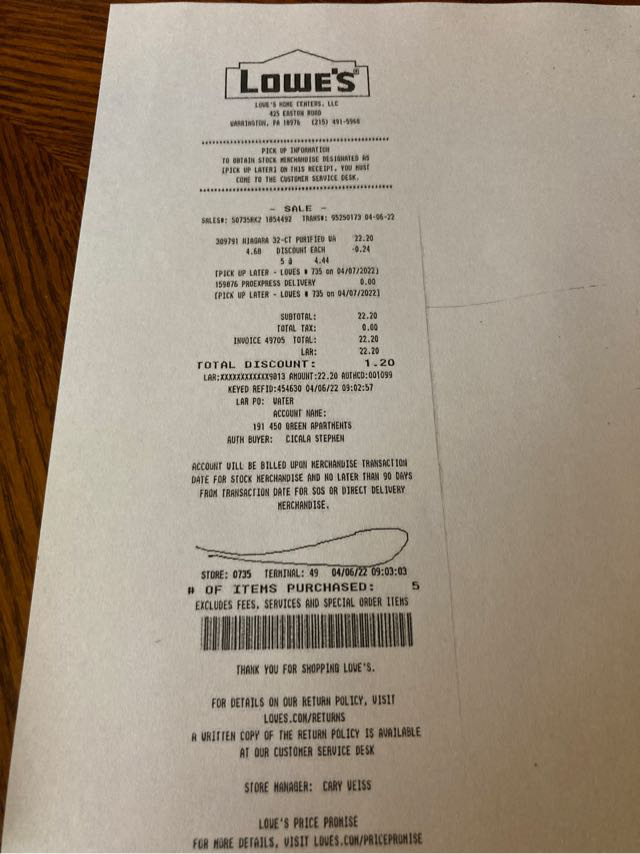 LOWE'S®
LOWE'S HOME CENTERS, LLC
425 EASTON ROAD
WARRINGTON, PA 18976 (215) 491-5960
****************************************
PICK UP INFORMATION
TO OBTAIN STOCK MERCHANDISE DESIGNATED AS
[PICK UP LATER] ON THIS RECEIPT, YOU MUST
COME TO THE CUSTOMER SERVICE DESK.
****************************************
- SALE -
SALES#: S0735RK2 1854492 TRANS#: 95250173 04-06-22
309791 NIAGARA 32-CT PURIFIED WA 22.20
4.68 DISCOUNT EACH -0.24
5 @ 4.44
[PICK UP LATER - LOWES # 735 on 04/07/2022]
159876 PROEXPRESS DELIVERY 0.00
[PICK UP LATER - LOWES # 735 on 04/07/2022]
SUBTOTAL: 22.20
TOTAL TAX: 0.00
INVOICE 49705 TOTAL: 22.20
LAR: 22.20
TOTAL DISCOUNT: 1.20
LAR:XXXXXXXXXXXX9013 AMOUNT:22.20 AUTHCD:001099
KEYED REFID:454630 04/06/22 09:02:57
LAR PO: WATER
ACCOUNT NAME:
191 450 GREEN APARTMENTS
AUTH BUYER: CICALA STEPHEN
ACCOUNT WILL BE BILLED UPON MERCHANDISE TRANSACTION
DATE FOR STOCK MERCHANDISE AND NO LATER THAN 90 DAYS
FROM TRANSACTION DATE FOR SOS OR DIRECT DELIVERY
MERCHANDISE.
STORE: 0735 TERMINAL: 49 04/06/22 09:03:03
# OF ITEMS PURCHASED: 5
EXCLUDES FEES, SERVICES AND SPECIAL ORDER ITEMS
THANK YOU FOR SHOPPING LOWE'S.
FOR DETAILS ON OUR RETURN POLICY, VISIT
LOWES.COM/RETURNS
A WRITTEN COPY OF THE RETURN POLICY IS AVAILABLE
AT OUR CUSTOMER SERVICE DESK
STORE MANAGER: CARY WEISS
LOWE'S PRICE PROMISE
FOR MORE DETAILS, VISIT LOWES.COM/PRICEPROMISE